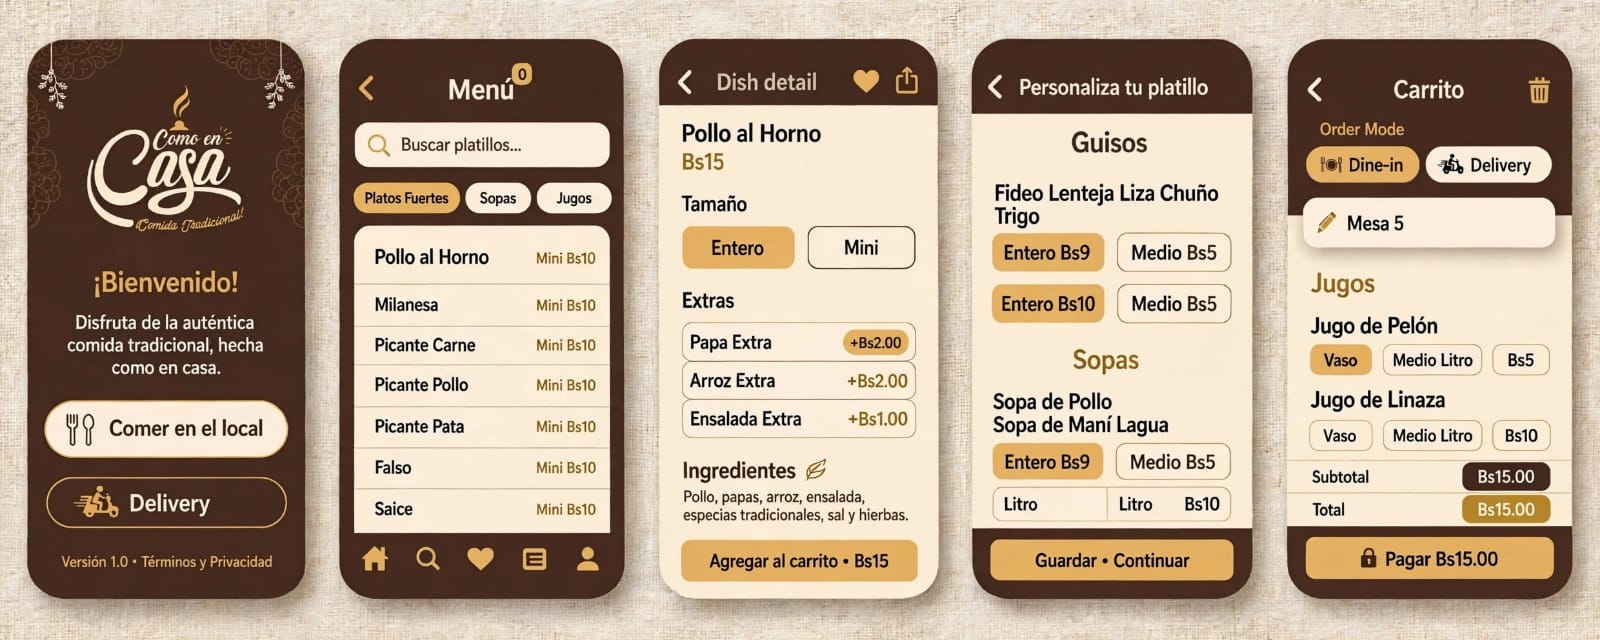 Como en
Casa
¡Comida Tradicional!
¡Bienvenido!
Disfruta de la auténtica
comida tradicional, hecha
como en casa.
Comer en el local
Delivery
Versión 1.0 • Términos y Privacidad
Menú 0
Buscar platillos...
Platos Fuertes Sopas Jugos
Pollo al Horno Mini Bs10
Milanesa Mini Bs10
Picante Carne Mini Bs10
Picante Pollo Mini Bs10
Picante Pata Mini Bs10
Falso Mini Bs10
Saice Mini Bs10
Dish detail
Pollo al Horno
Bs15
Tamaño
Entero Mini
Extras
Papa Extra +Bs2.00
Arroz Extra +Bs2.00
Ensalada Extra +Bs1.00
Ingredientes
Pollo, papas, arroz, ensalada,
especias tradicionales, sal y hierbas.
Agregar al carrito • Bs15
Personaliza tu platillo
Guisos
Fideo Lenteja Liza Chuño
Trigo
Entero Bs9 Medio Bs5
Entero Bs10 Medio Bs5
Sopas
Sopa de Pollo
Sopa de Maní Lagua
Entero Bs9 Medio Bs5
Litro Litro Bs10
Guardar • Continuar
Carrito
Order Mode
Dine-in Delivery
Mesa 5
Jugos
Jugo de Pelón
Vaso Medio Litro Bs5
Jugo de Linaza
Vaso Medio Litro Bs10
Subtotal Bs15.00
Total Bs15.00
Pagar Bs15.00